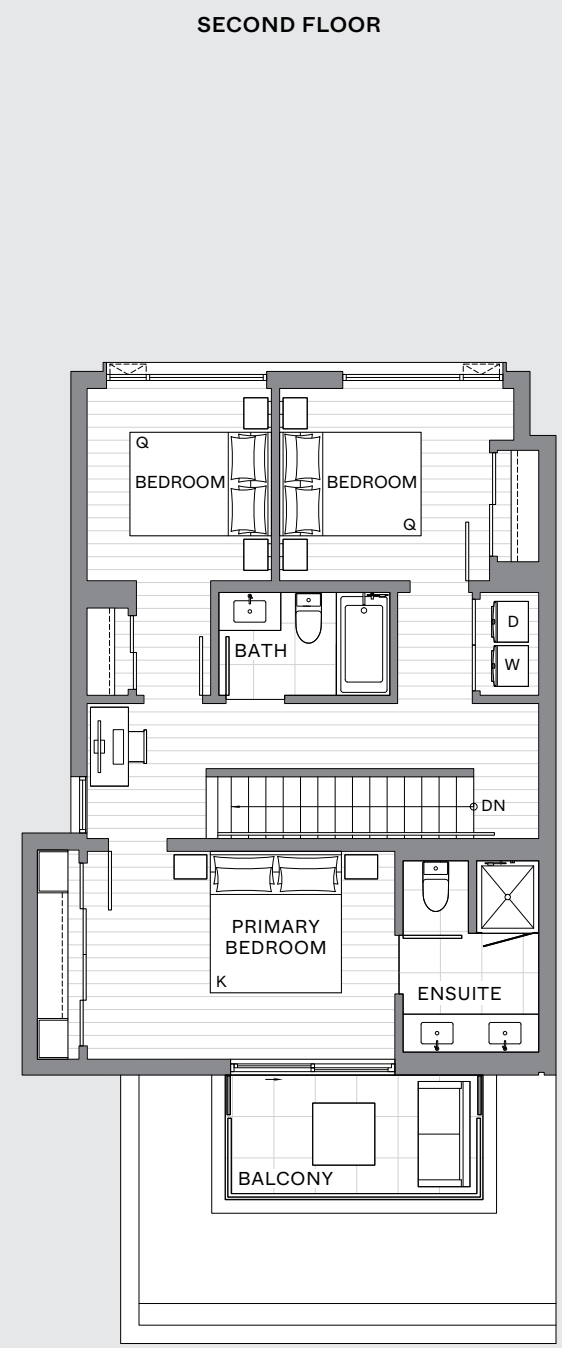 SECOND FLOOR
Q
BEDROOM
BEDROOM
Q
BATH
D
W
DN
PRIMARY
BEDROOM
K
ENSUITE
BALCONY